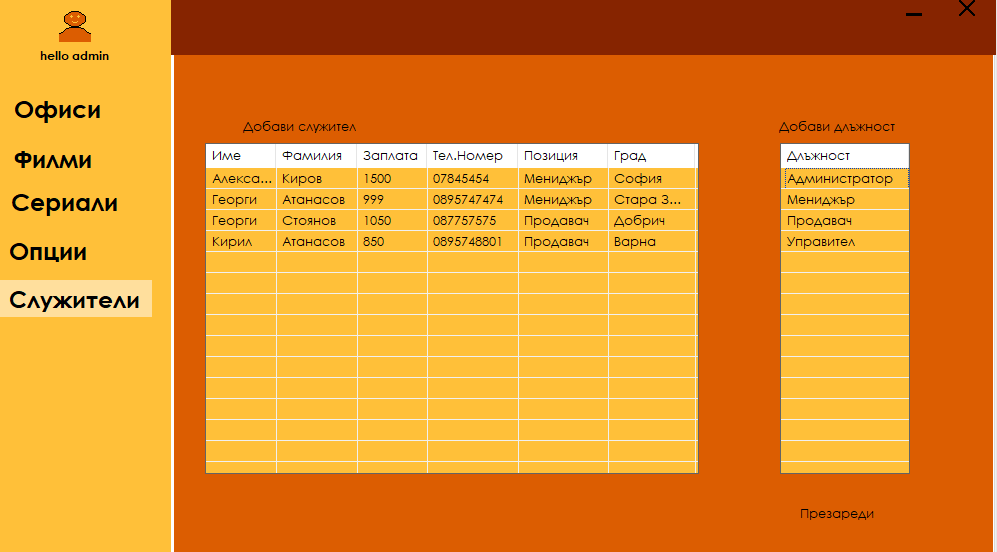 hello admin
Офиси
Филми
Сериали
Опции
Служители
Добави служител
Име Фамилия Заплата Тел.Номер Позиция Град
Алекса... Киров 1500 07845454 Мениджър София
Георги Атанасов 999 0895747474 Мениджър Стара З...
Георги Стоянов 1050 087757575 Продавач Добрич
Кирил Атанасов 850 0895748801 Продавач Варна
Добави длъжност
Длъжност
Администратор
Мениджър
Продавач
Управител
Презареди